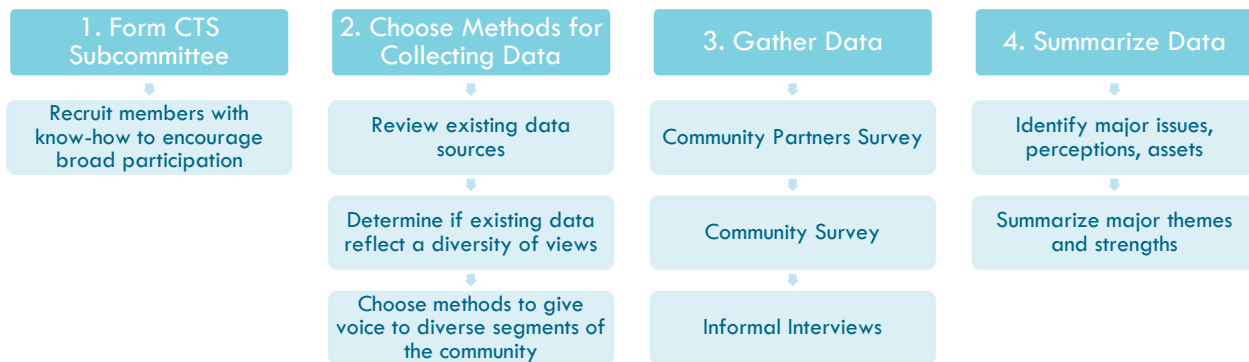 1. Form CTS
Subcommittee
Recruit members with
know-how to encourage
broad participation
2. Choose Methods for
Collecting Data
Review existing data
sources
Determine if existing data
reflect a diversity of views
Choose methods to give
voice to diverse segments of
the community
3. Gather Data
Community Partners Survey
Community Survey
Informal Interviews
4. Summarize Data
Identify major issues,
perceptions, assets
Summarize major themes
and strengths